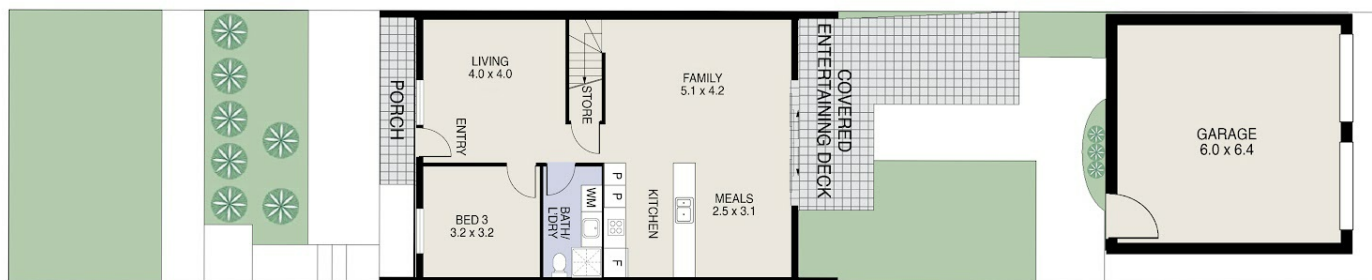 PORCH
LIVING
4.0 x 4.0
ENTRY
STORE
FAMILY
5.1 x 4.2
COVERED
ENTERTAINING DECK
GARAGE
6.0 x 6.4
BED 3
3.2 x 3.2
BATH/
L'DRY
WM
P
P
F
KITCHEN
MEALS
2.5 x 3.1